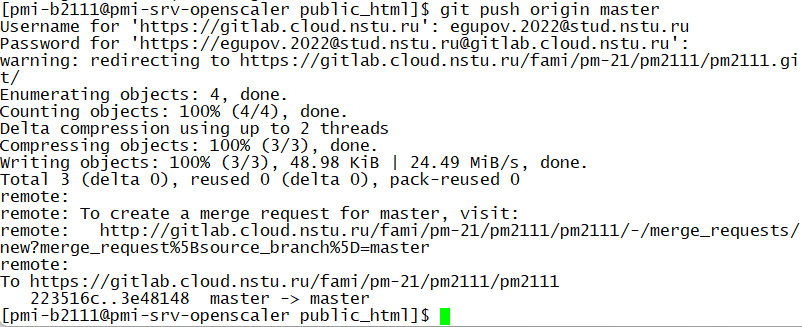 [pmi-b2111@pmi-srv-openscaler public_html]$ git push origin master
Username for 'https://gitlab.cloud.nstu.ru': egupov.2022@stud.nstu.ru
Password for 'https://egupov.2022@stud.nstu.ru@gitlab.cloud.nstu.ru':
warning: redirecting to https://gitlab.cloud.nstu.ru/fami/pm-21/pm2111/pm2111.gi
t/
Enumerating objects: 4, done.
Counting objects: 100% (4/4), done.
Delta compression using up to 2 threads
Compressing objects: 100% (3/3), done.
Writing objects: 100% (3/3), 48.98 KiB | 24.49 MiB/s, done.
Total 3 (delta 0), reused 0 (delta 0), pack-reused 0
remote:
remote: To create a merge request for master, visit:
remote:   http://gitlab.cloud.nstu.ru/fami/pm-21/pm2111/pm2111/-/merge_requests/
new?merge_request%5Bsource_branch%5D=master
remote:
To https://gitlab.cloud.nstu.ru/fami/pm-21/pm2111/pm2111
   223516c..3e48148  master -> master
[pmi-b2111@pmi-srv-openscaler public_html]$